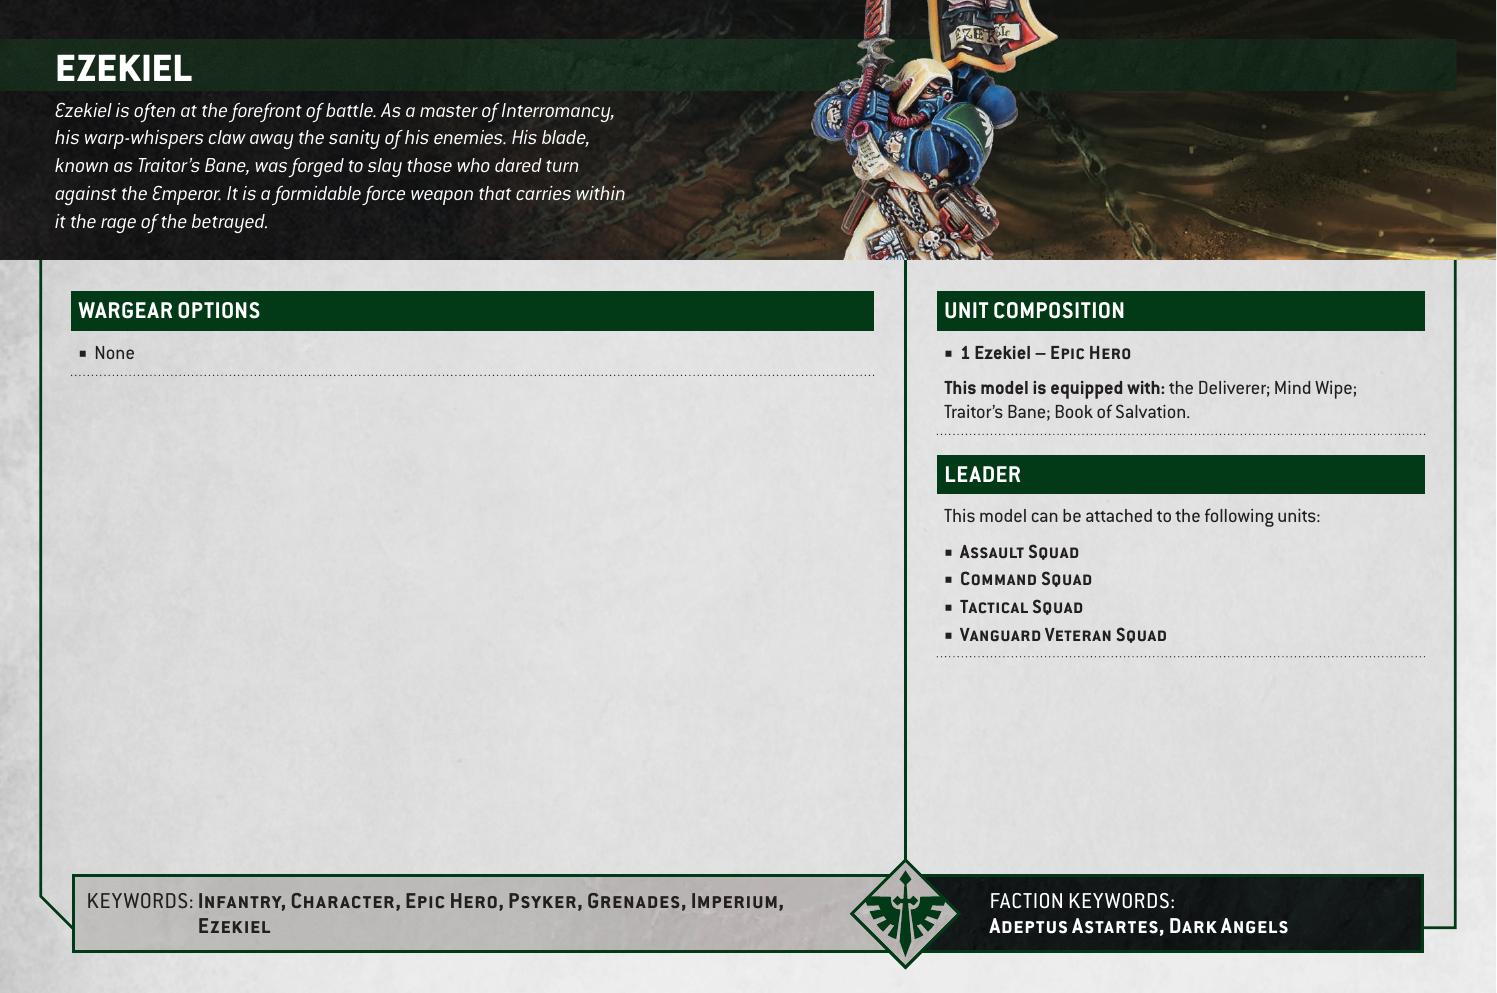 EZEKIEL
Ezekiel is often at the forefront of battle. As a master of Interromancy,
his warp-whispers claw away the sanity of his enemies. His blade,
known as Traitor’s Bane, was forged to slay those who dared turn
against the Emperor. It is a formidable force weapon that carries within
it the rage of the betrayed.
WARGEAR OPTIONS
▪ None
UNIT COMPOSITION
▪ 1 Ezekiel – EPIC HERO
This model is equipped with: the Deliverer; Mind Wipe;
Traitor’s Bane; Book of Salvation.
LEADER
This model can be attached to the following units:
▪ ASSAULT SQUAD
▪ COMMAND SQUAD
▪ TACTICAL SQUAD
▪ VANGUARD VETERAN SQUAD
KEYWORDS: INFANTRY, CHARACTER, EPIC HERO, PSYKER, GRENADES, IMPERIUM,
EZEKIEL
FACTION KEYWORDS:
ADEPTUS ASTARTES, DARK ANGELS